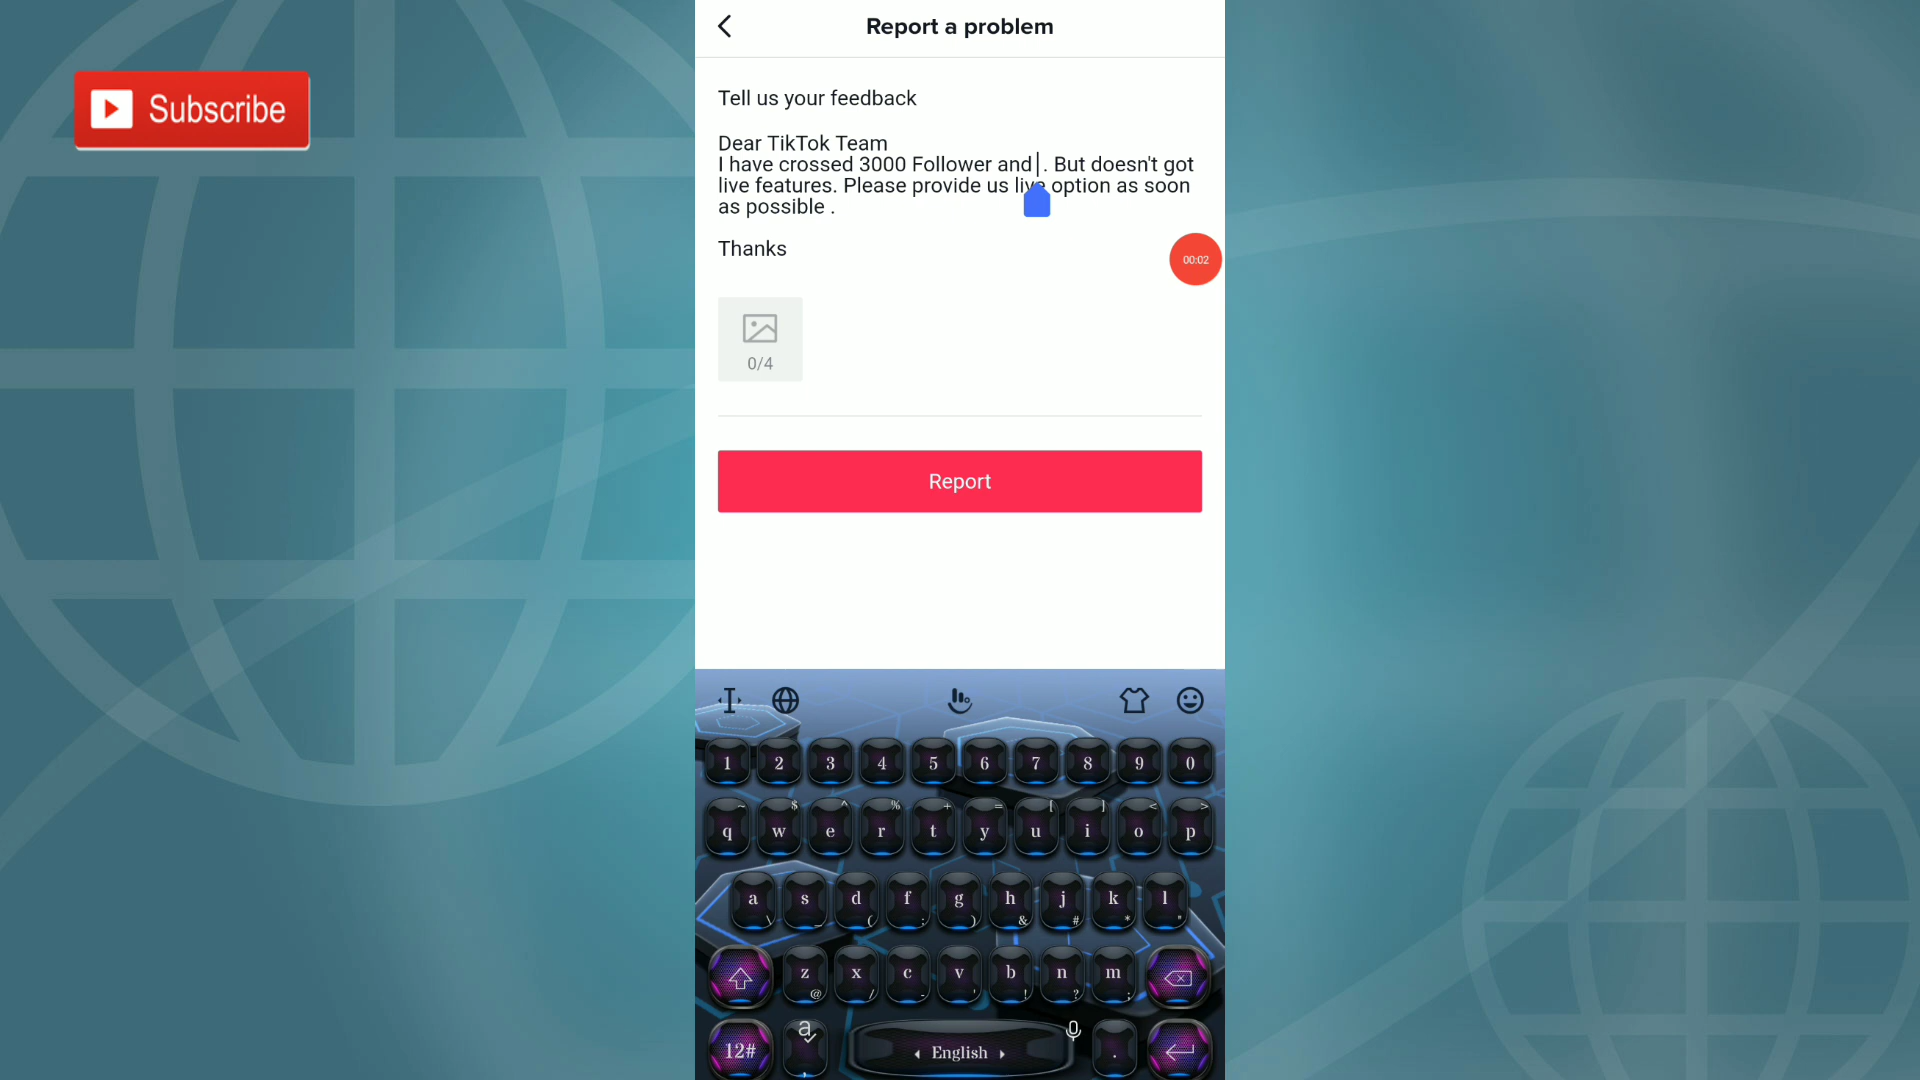 Report a problem
Subscribe
Tell us your feedback
Dear TikTok Team
I have crossed 3000 Follower and . But doesn't got
live features. Please provide us live option as soon
as possible .
Thanks
00:02
0/4
Report
1 2 3 4 5 6 7 8 9 0
~ $ ^ % + = [ ] < >
q w e r t y u i o p
a s d f g h j k l
\ _ ( : ) & # * "
z x c v b n m
@ / - ' ! ? ;
12# a , English .